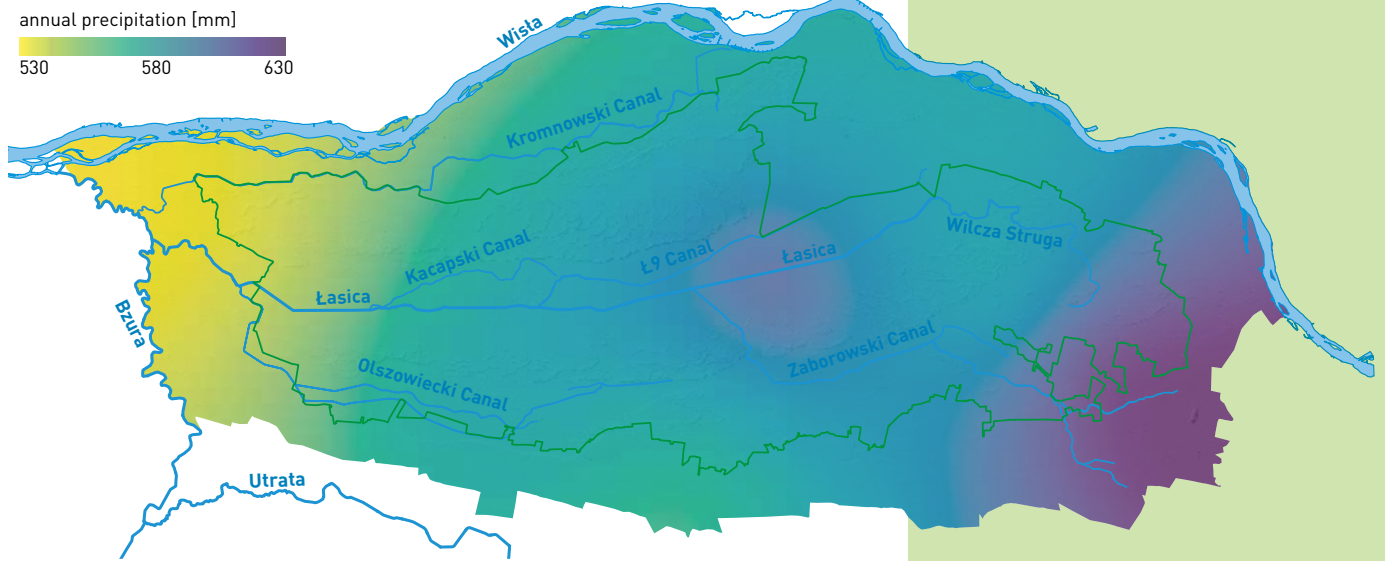 annual precipitation [mm]
530 580 630
Wisła
Kromnowski Canal
Kacapski Canal
Ł9 Canal
Łasica
Wilcza Struga
Łasica
Bzura
Zaborowski Canal
Olszowiecki Canal
Utrata